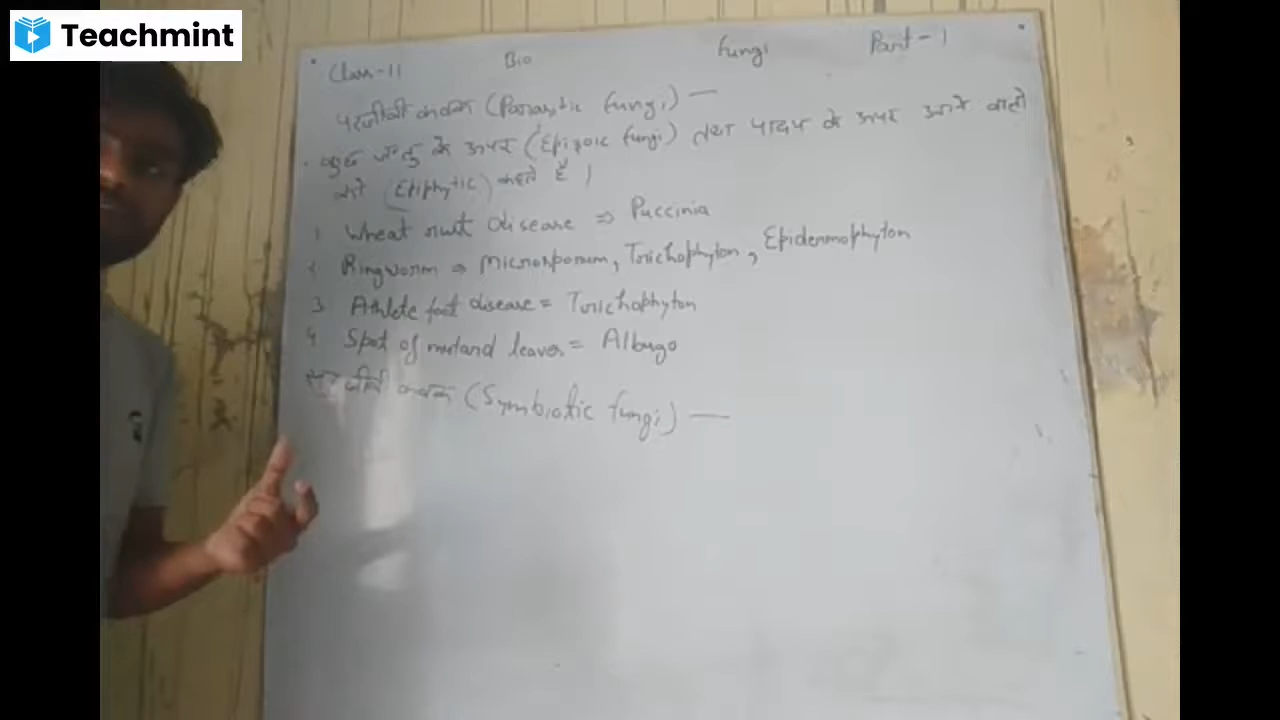 Teachmint
Class-11 Bio Fungi Part-1
परजीवी कवक (Parasitic fungi) —
कुछ जन्तु के ऊपर (Epizoic fungi) तथा पादप के ऊपर उगने वालो
को (Epiphytic) कहते हैं।
1 Wheat rust disease ⇒ Puccinia
2 Ringworm ⇒ Microsporum, Trichophyton, Epidermophyton
3 Athlete foot disease = Trichophyton
4 Spot of mustand leaves = Albugo
कवक (Symbiotic fungi) —